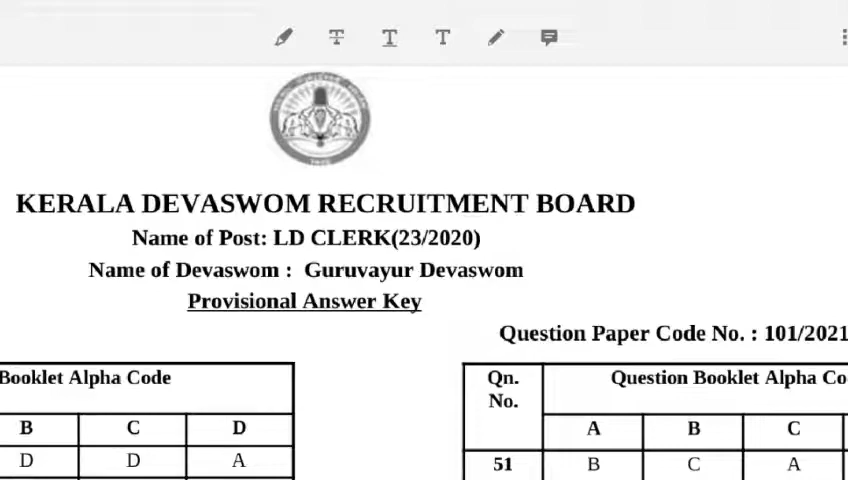 KERALA DEVASWOM RECRUITMENT BOARD
Name of Post: LD CLERK(23/2020)
Name of Devaswom : Guruvayur Devaswom
Provisional Answer Key
Question Paper Code No. : 101/2021
Booklet Alpha Code
B C D
D D A
Qn. No.
Question Booklet Alpha Co
A B C
51 B C A